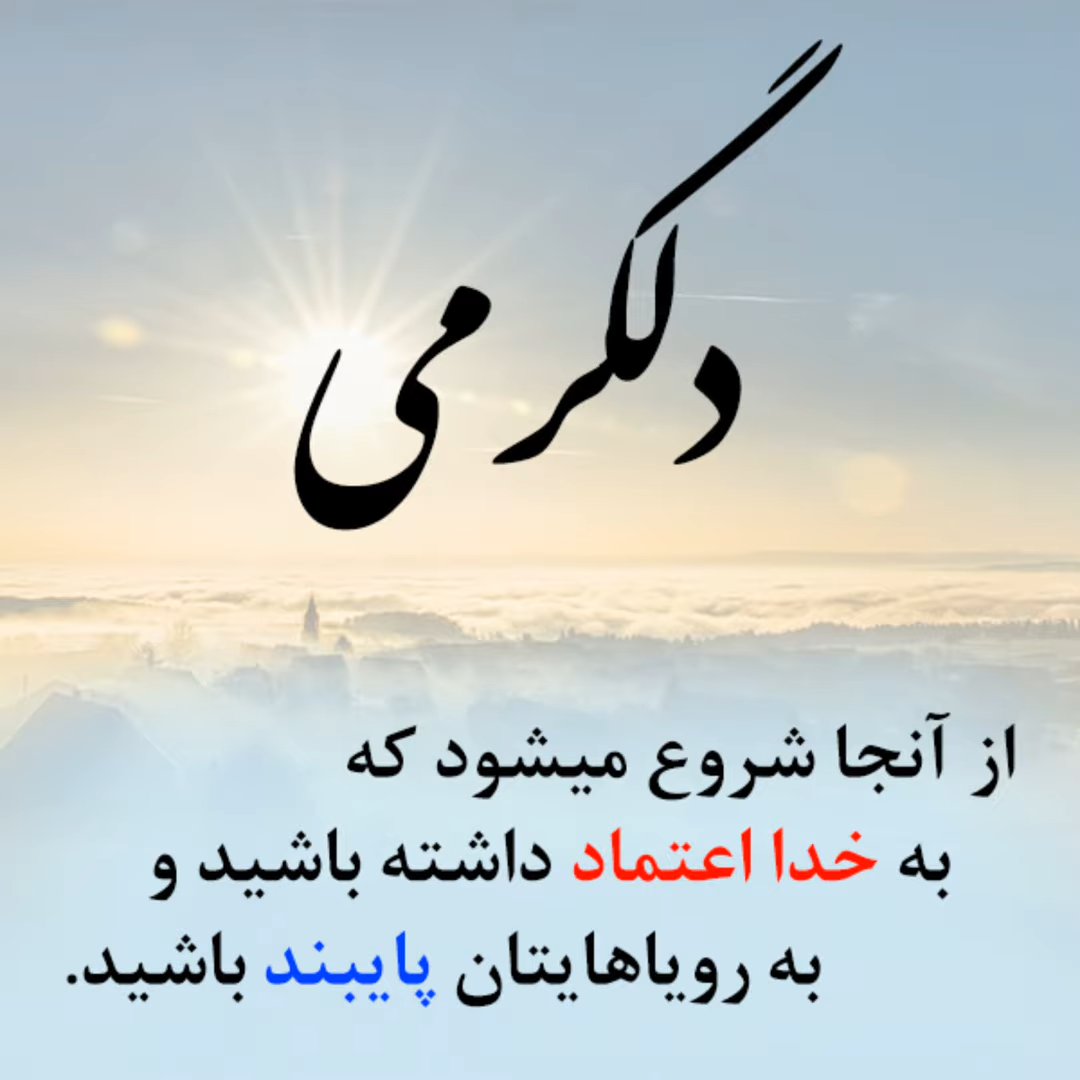 دلگرمی
از آنجا شروع میشود که
به خدا اعتماد داشته باشید و
به رویاهایتان پایبند باشید.